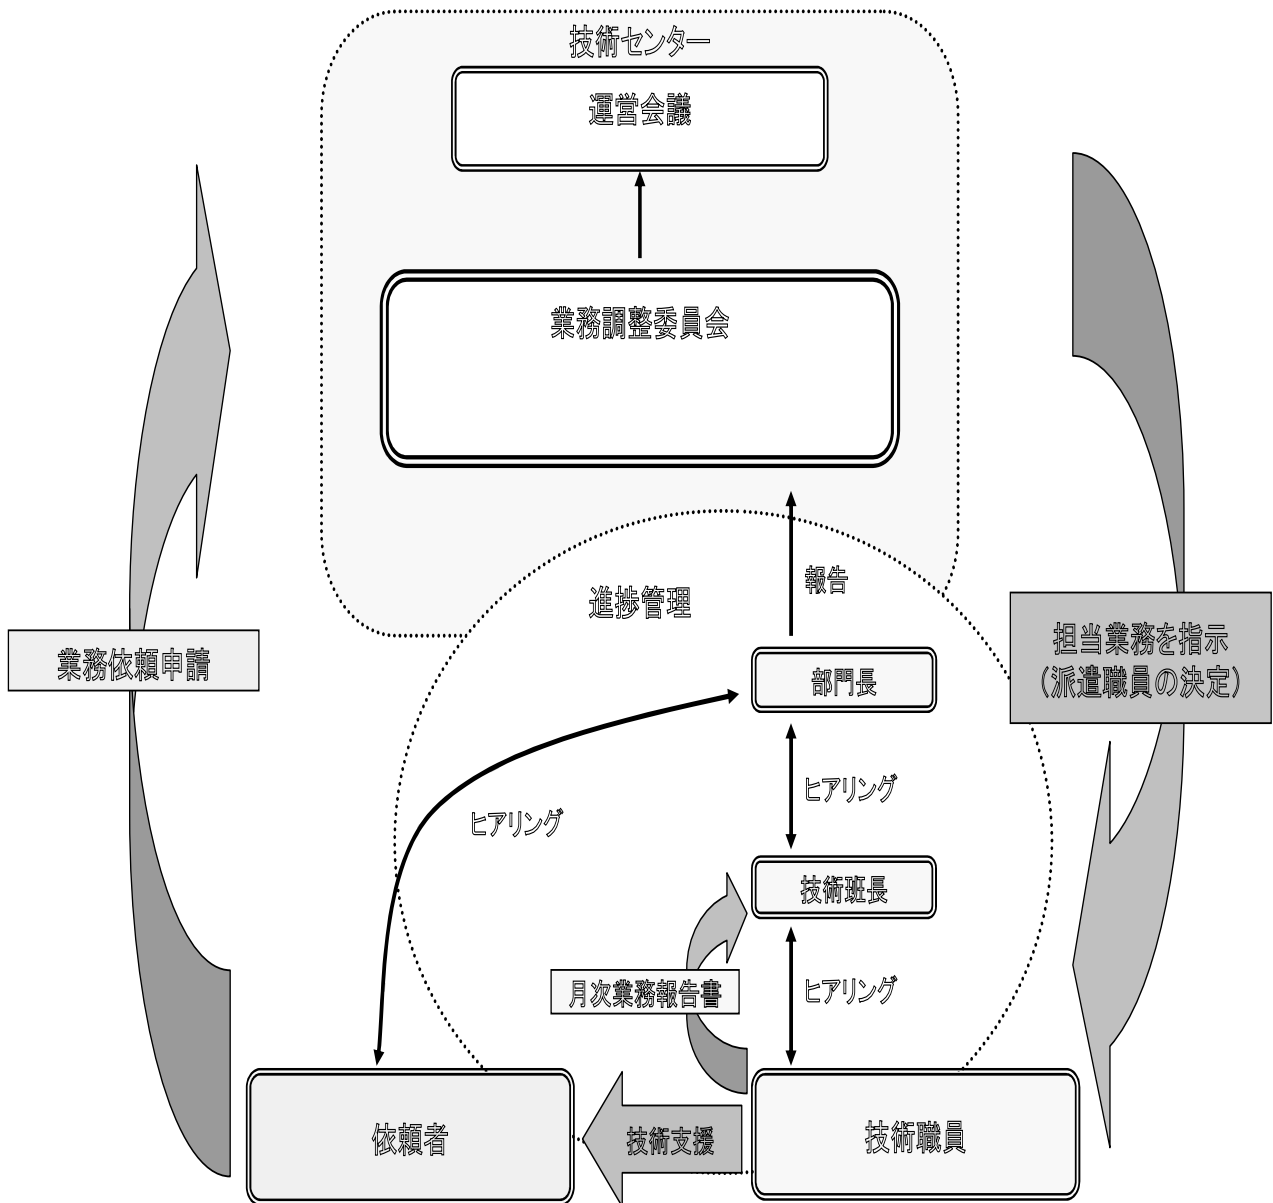 技術センター
運営会議
業務調整委員会
報告
進捗管理
担当業務を指示
(派遣職員の決定)
業務依頼申請
部門長
ヒアリング
ヒアリング
技術班長
月次業務報告書
ヒアリング
依頼者
技術支援
技術職員